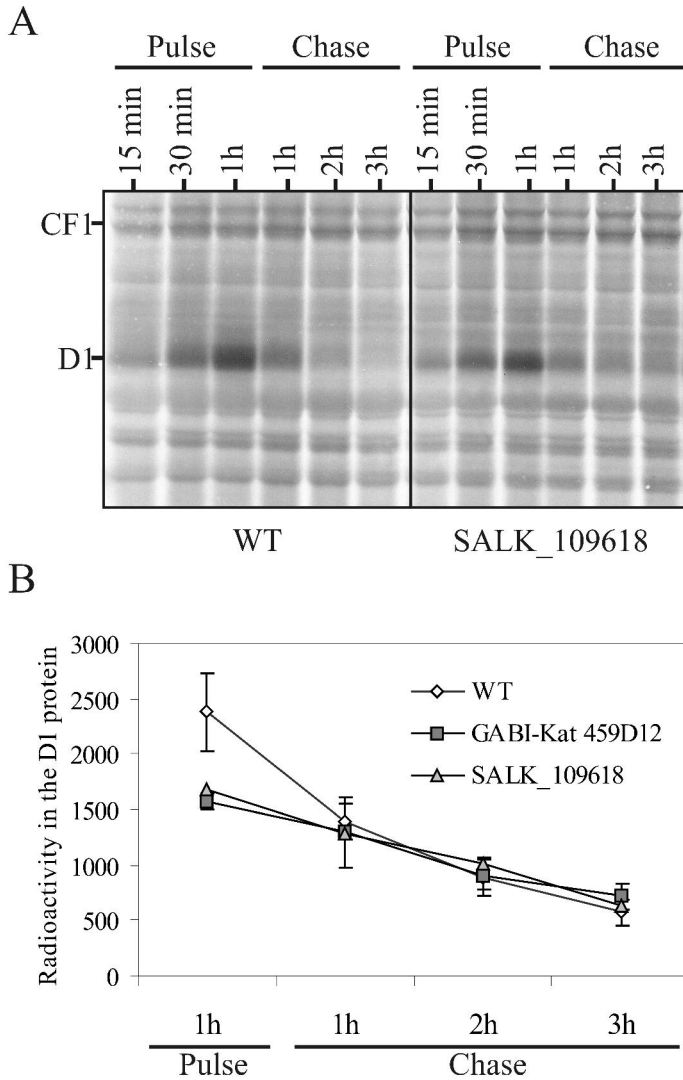 A
Pulse Chase Pulse Chase
15 min 30 min 1h 1h 2h 3h 15 min 30 min 1h 1h 2h 3h
CF1
D1
WT SALK_109618
B
Radioactivity in the D1 protein
3000
2500
2000
1500
1000
500
0
WT
GABI-Kat 459D12
SALK_109618
1h 1h 2h 3h
Pulse Chase